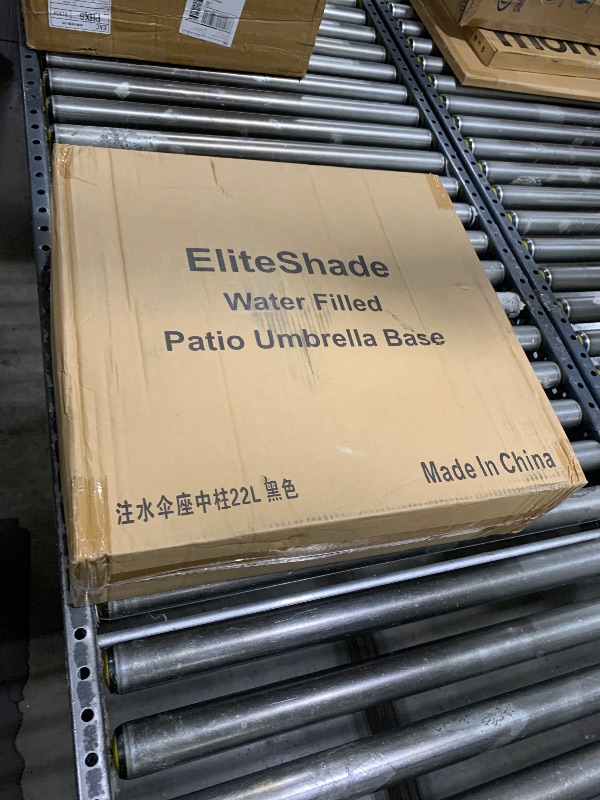 PHX6
EliteShade
Water Filled
Patio Umbrella Base
Made In China
注水伞座中柱22L 黑色